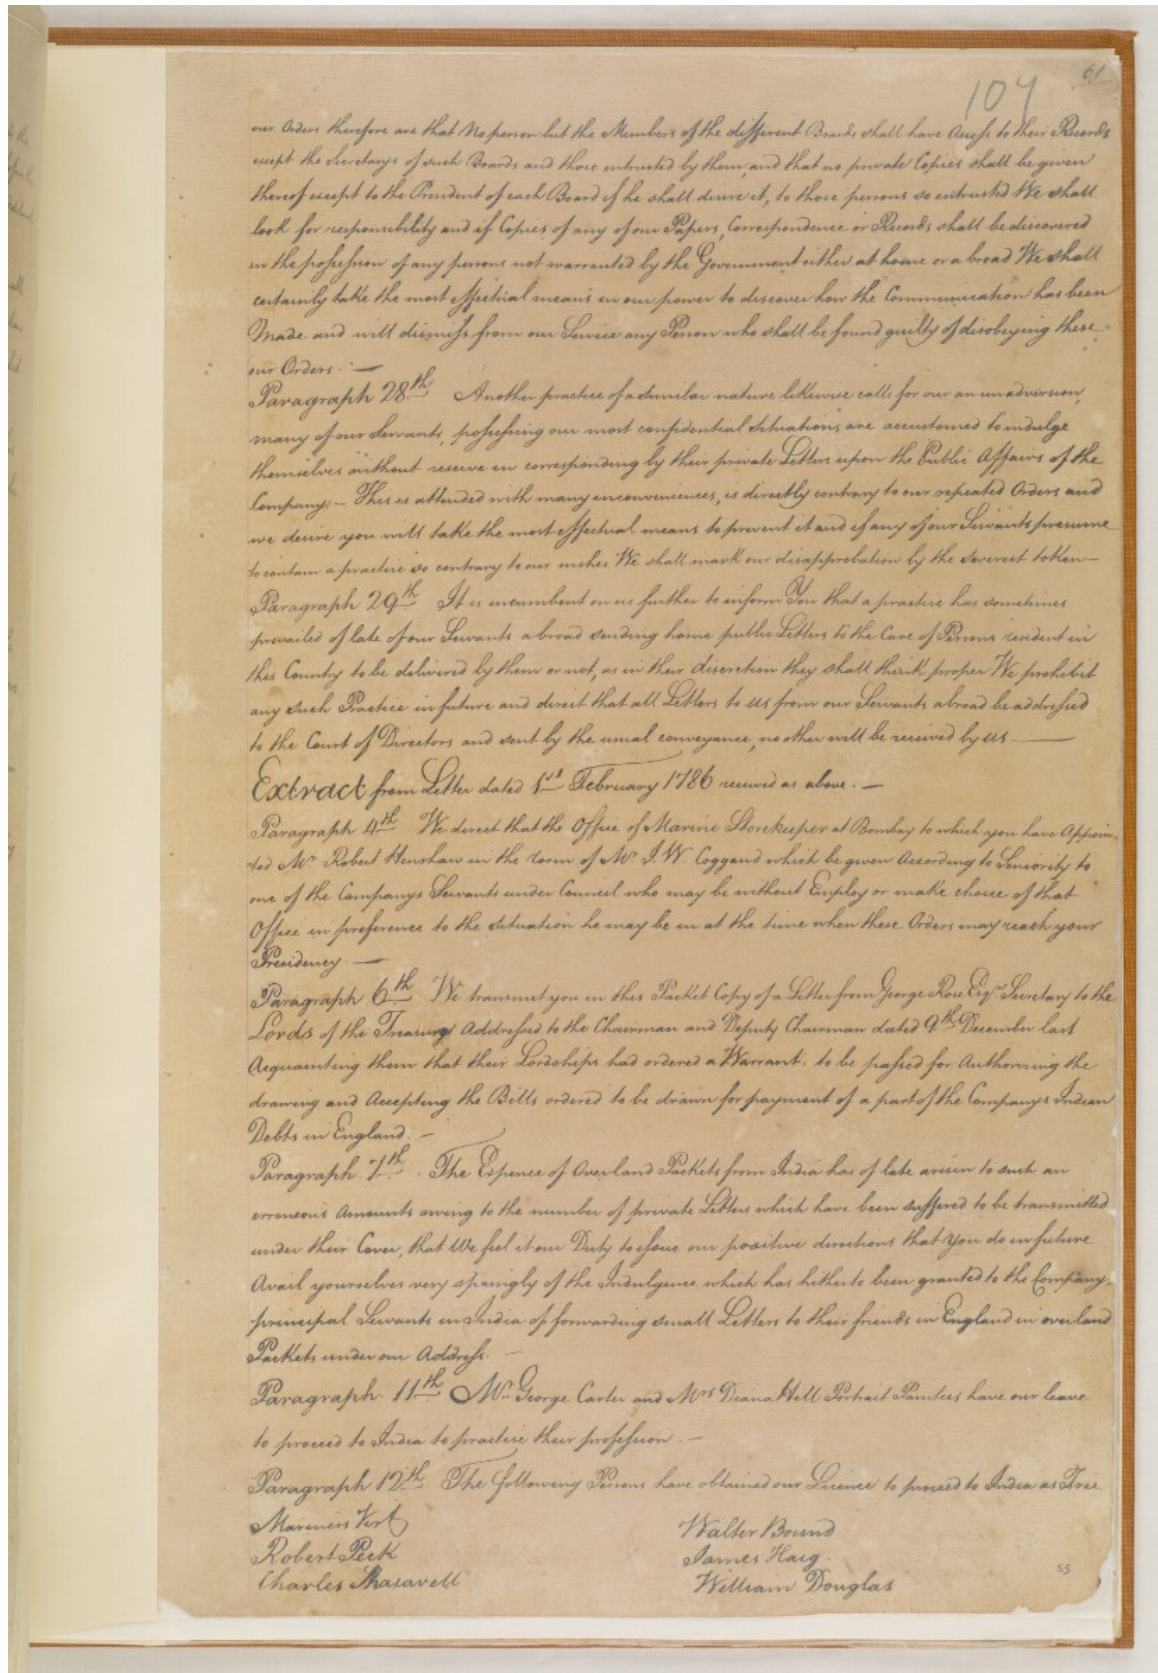 61
107
our Orders therefore are that No person but the Members of the different Boards shall have Access to their Records
except the Secretarys of such Boards and those intrusted by them, and that no private Copies shall be given
thereof except to the President of each Board if he shall desire it, to those persons so entrusted We shall
look for responsibility and if Copies of any of our Papers, Correspondence or Records shall be discovered
in the possession of any persons not warranted by the Government either at home or abroad We shall
certainly take the most effectual means in our power to discover how the Communication has been
Made and will dismiss from our Service any Person who shall be found guilty of disobeying these
our Orders. —
Paragraph 28th Another practice of a similar nature likewise calls for our animadversion,
many of our Servants, possessing our most confidential Situations are accustomed to indulge
themselves without reserve in corresponding by their private Letters upon the Public Affairs of the
Company; — This is attended with many inconveniences, is directly contrary to our repeated Orders and
we desire you will take the most effectual means to prevent it and if any of our Servants presume
to contain a practice so contrary to our wishes We shall mark our disapprobation by the severest token —
Paragraph 29th It is incumbent on us further to inform You that a practice has sometimes
prevailed of late of our Servants abroad sending home public Letters to the Care of Persons resident in
this Country to be delivered by them or not, as in their discretion they shall think proper We prohibit
any such Practice in future and direct that all Letters to us from our Servants abroad be addressed
to the Court of Directors and sent by the usual conveyance, no other will be received by us —
Extract from Letter dated 1st February 1786 received as above. —
Paragraph 4th We direct that the Office of Marine Storekeeper at Bombay to which you have Appoin-
ted Mr. Robert Henshaw in the room of Mr. I. W. Coggand which be given According to Seniority to
one of the Companys Servants under Council who may be without Employ or make choice of that
Office in preference to the situation he may be in at the time when these Orders may reach your
Presidency. —
Paragraph 6th We transmit you in this Packet Copy of a Letter from George Rose Esqr. Secretary to the
Lords of the Treasury Addressed to the Chairman and Deputy Chairman dated 9th December last
Acquainting them that their Lordships had ordered a Warrant, to be passed for Authorising the
drawing and Accepting the Bills ordered to be drawn for payment of a part of the Companys Indian
Debts in England. —
Paragraph 7th. The Expence of Overland Packets from India has of late arisen to such an
erroneous Amounts owing to the number of private Letters which have been suffered to be transmitted
under their Cover, that We feel it our Duty to issue our positive directions that you do in future
Avail yourselves very sparingly of the Indulgence which has hitherto been granted to the Companys
principal Servants in India of forwarding small Letters to their friends in England in overland
Packets under our Address. —
Paragraph 11th Mr. George Carter and Mrs Diana Hill Portrait Painters have our leave
to proceed to India to practise their profession. —
Paragraph 12th The following Persons have obtained our Licence to proceed to India as Free
Mariners Vizt
Walter Bound
Robert Peck
James Haig.
Charles
William Douglas
55